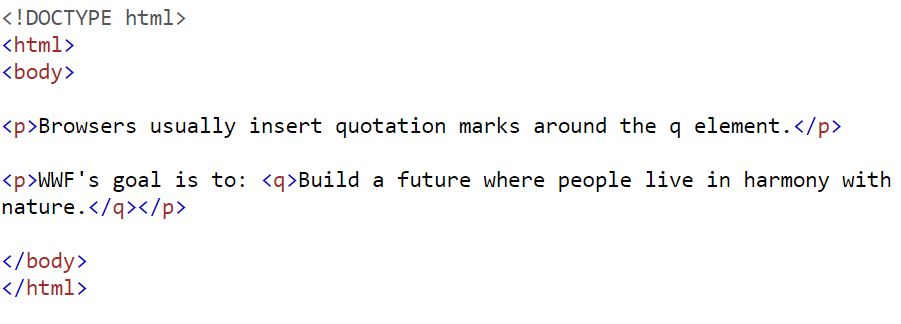 <!DOCTYPE html>
<html>
<body>
<p>Browsers usually insert quotation marks around the q element.</p>
<p>WWF's goal is to: <q>Build a future where people live in harmony with
nature.</q></p>
</body>
</html>